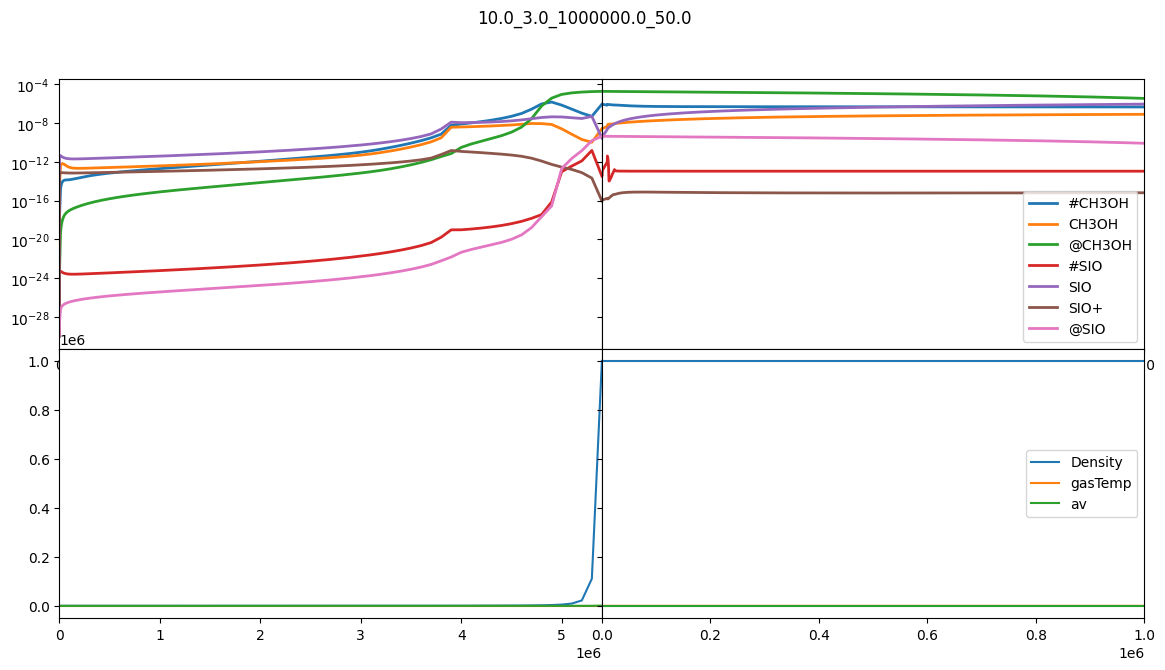 10.0_3.0_1000000.0_50.0
10⁻⁴
10⁻⁸
10⁻¹²
10⁻¹⁶
10⁻²⁰
10⁻²⁴
10⁻²⁸
#CH3OH
CH3OH
@CH3OH
#SIO
SIO
SIO+
@SIO
1e6
0
1.0
0.8
0.6
0.4
0.2
0.0
Density
gasTemp
av
0 1 2 3 4 5 0.0 0.2 0.4 0.6 0.8 1.0
1e6 1e6